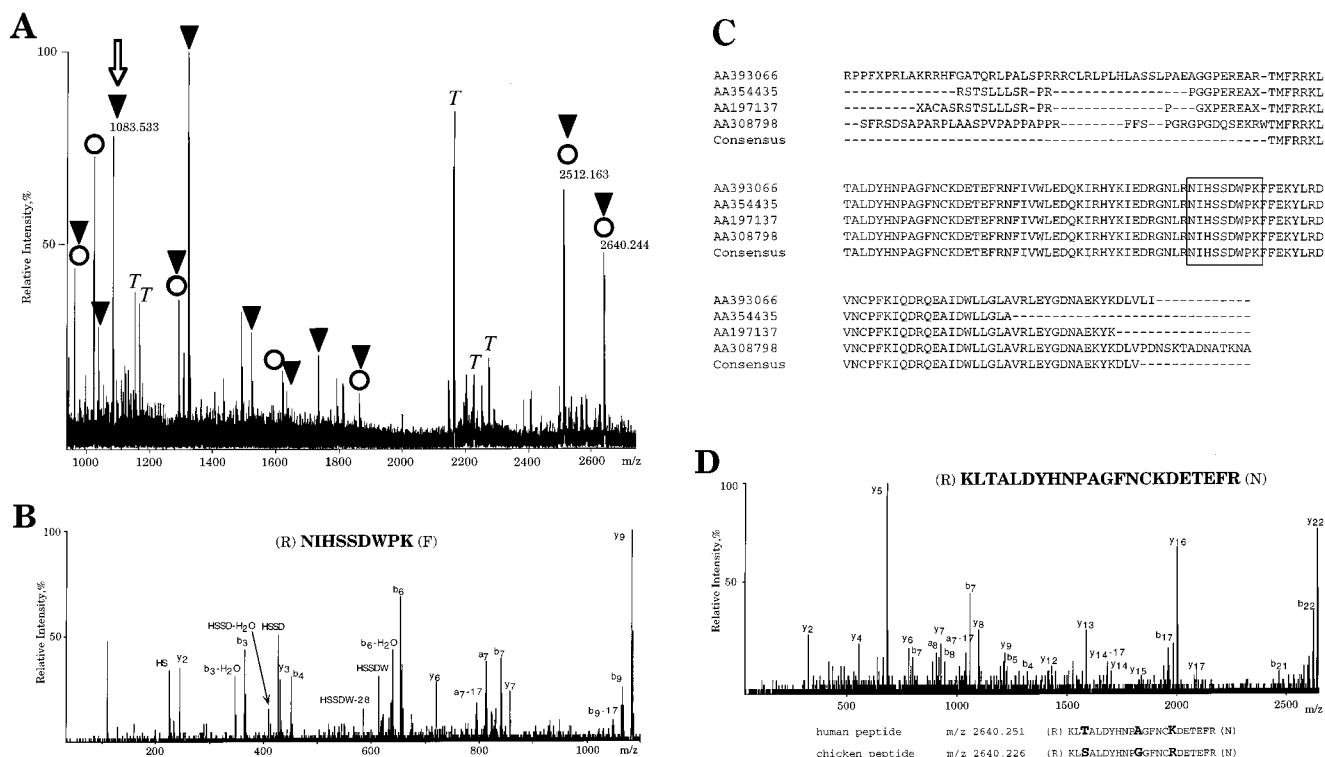 A
Relative Intensity,%
100
50
1083.533
T
T
T
T
T
2512.163
2640.244
1000 1200 1400 1600 1800 2000 2200 2400 2600 m/z
B
(R) NIHSSDWPK (F)
Relative Intensity,%
100
50
HS
y2
b3-H2O
HSSD-H2O
b3
HSSD
y3
b4
HSSDW-28
HSSDW
b6-H2O
b6
y6
a7-17
a7
b7
y7
b9-17
b9
y9
200 400 600 800 1000 m/z
C
AA393066 RPPFXPRLAKRRHFGATQRLPALSPRRRCLRLPLHLASSLPAEAGGPEREAR-TMFRRKL
AA354435 ---------------RSTSLLLSR-PR------------------PGGPEREAX-TMFRRKL
AA197137 ----------XACASRSTSLLLSR-PR---------------P---GXPEREAX-TMFRRKL
AA308798 --SFRSDSAPARPLAASPVPAPPAPPR---------FFS--PGRGPGDQSEKRWTMFRRKL
Consensus -------------------------------------------------------TMFRRKL
AA393066 TALDYHNPAGFNCKDETEFRNFIVWLEDQKIRHYKIEDRGNLRNIHSSDWPKFFEKYLRD
AA354435 TALDYHNPAGFNCKDETEFRNFIVWLEDQKIRHYKIEDRGNLRNIHSSDWPKFFEKYLRD
AA197137 TALDYHNPAGFNCKDETEFRNFIVWLEDQKIRHYKIEDRGNLRNIHSSDWPKFFEKYLRD
AA308798 TALDYHNPAGFNCKDETEFRNFIVWLEDQKIRHYKIEDRGNLRNIHSSDWPKFFEKYLRD
Consensus TALDYHNPAGFNCKDETEFRNFIVWLEDQKIRHYKIEDRGNLRNIHSSDWPKFFEKYLRD
AA393066 VNCPFKIQDRQEAIDWLLGLAVRLEYGDNAEKYKDLVLI--------------
AA354435 VNCPFKIQDRQEAIDWLLGLA--------------------------------
AA197137 VNCPFKIQDRQEAIDWLLGLAVRLEYGDNAEKYK-------------------
AA308798 VNCPFKIQDRQEAIDWLLGLAVRLEYGDNAEKYKDLVPDNSKTADNATKNA
Consensus VNCPFKIQDRQEAIDWLLGLAVRLEYGDNAEKYKDLV----------------
D
(R) KLTALDYHNPAGFNCKDETEFR (N)
Relative Intensity,%
100
50
y2
y4
y5
y6
b7
a8
y7
b8
a7-17
b7
y8
y9
b5
b4
y12
y13
y14-17
y14
y15
b17
y16
y17
b21
b22
y22
500 1000 1500 2000 2500 m/z
human peptide m/z 2640.251 (R) KLTALDYHNPAGFNCKDETEFR (N)
chicken peptide m/z 2640.226 (R) KLSALDYHNPGGFNCRDETEFR (N)